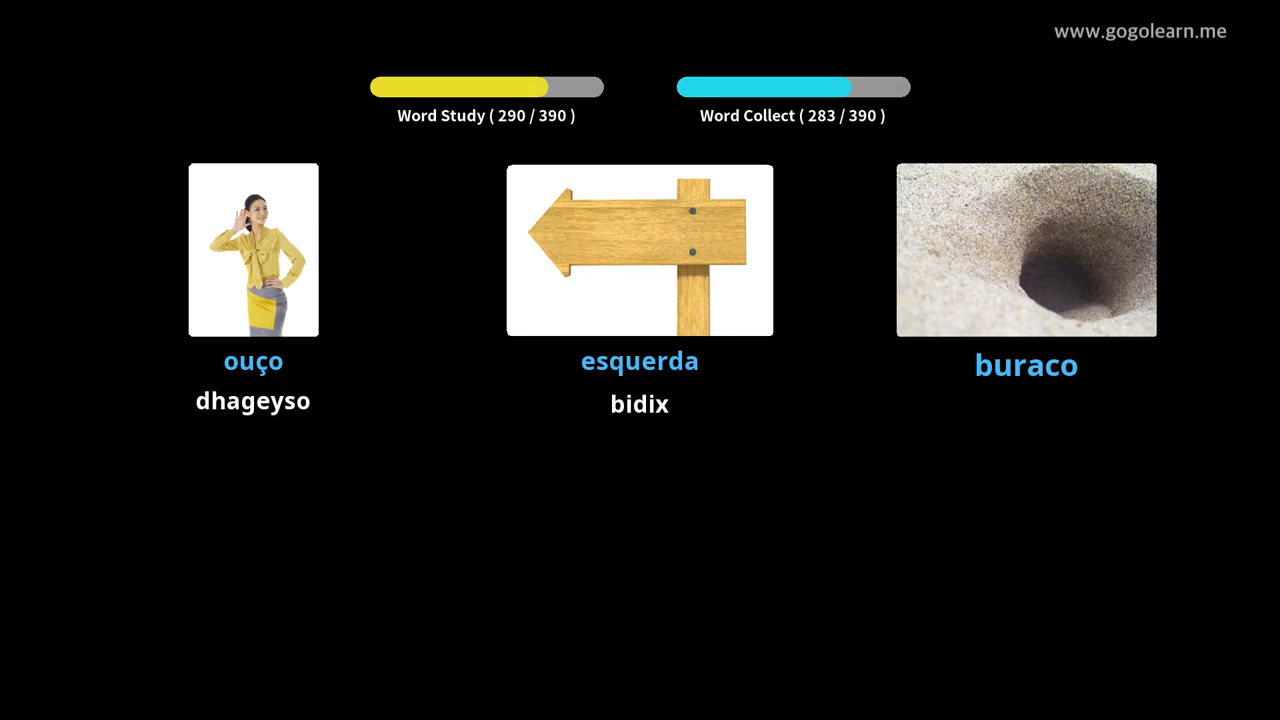 www.gogolearn.me
Word Study ( 290 / 390 )
Word Collect ( 283 / 390 )
ouço
esquerda
buraco
dhageyso
bidix